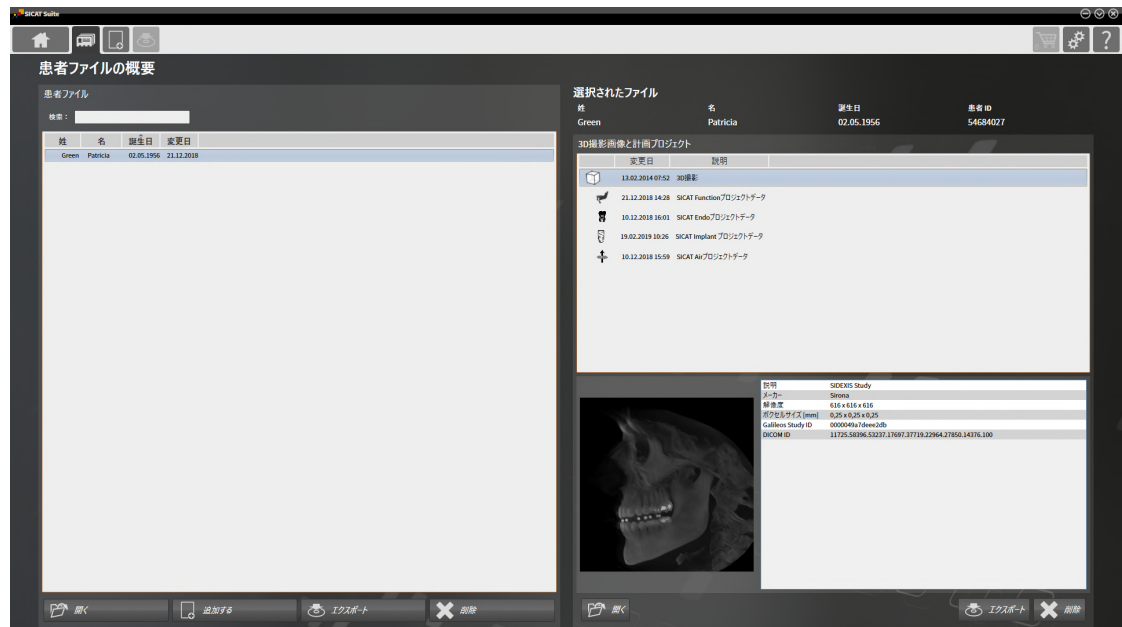 SICAT Suite
患者ファイルの概要
患者ファイル
検索：
姓 名 誕生日 変更日
Green Patricia 02.05.1956 21.12.2018
開く 追加する エクスポート 削除
選択されたファイル
姓 名 誕生日 患者 ID
Green Patricia 02.05.1956 54684027
3D撮影画像と計画プロジェクト
変更日 説明
13.02.2014 07:52 3D撮影
21.12.2018 14:28 SICAT Functionプロジェクトデータ
10.12.2018 16:01 SICAT Endoプロジェクトデータ
19.02.2019 10:26 SICAT Implant プロジェクトデータ
10.12.2018 15:59 SICAT Airプロジェクトデータ
説明 SIDEXIS Study
メーカー Sirona
解像度 616 x 616 x 616
ボクセルサイズ [mm] 0,25 x 0,25 x 0,25
Galileos Study ID 0000049a7deee2db
DICOM ID 11725.58396.53237.17697.37719.22964.27850.14376.100
開く エクスポート 削除